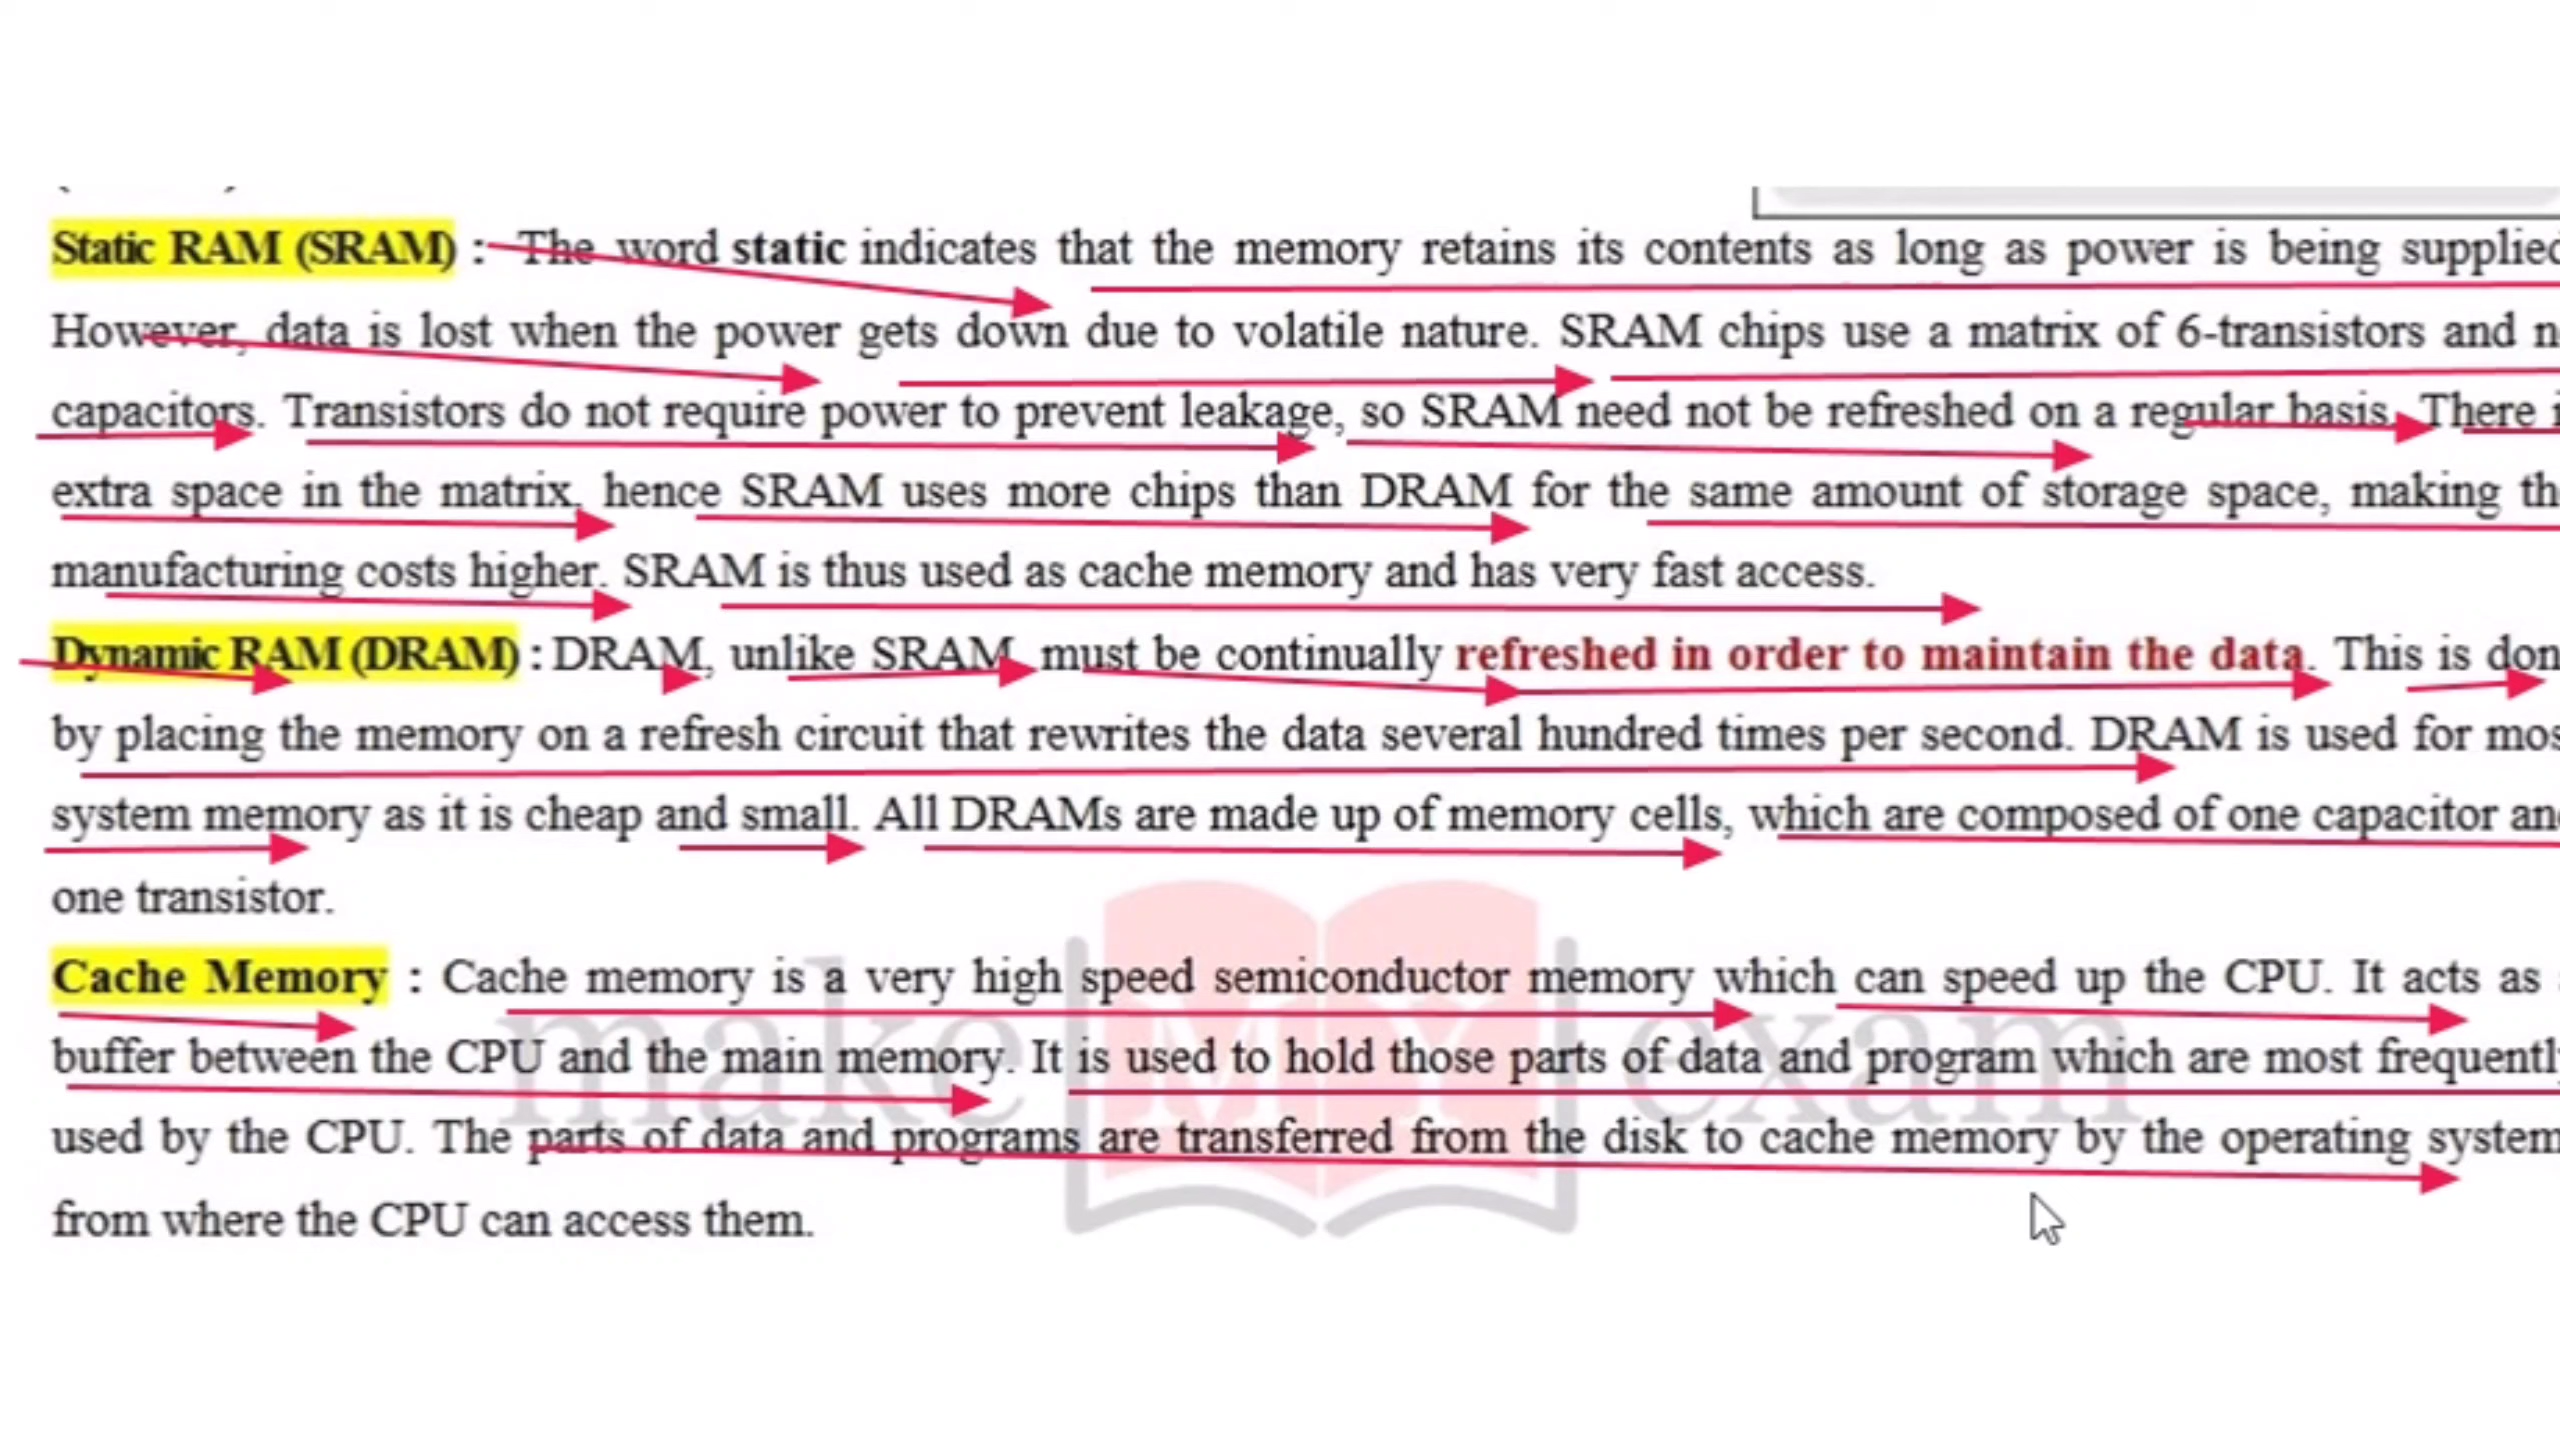 Static RAM (SRAM) : The word static indicates that the memory retains its contents as long as power is being supplied
However, data is lost when the power gets down due to volatile nature. SRAM chips use a matrix of 6-transistors and
capacitors. Transistors do not require power to prevent leakage, so SRAM need not be refreshed on a regular basis. There
extra space in the matrix, hence SRAM uses more chips than DRAM for the same amount of storage space, making
manufacturing costs higher. SRAM is thus used as cache memory and has very fast access.
Dynamic RAM (DRAM) : DRAM, unlike SRAM, must be continually refreshed in order to maintain the data. This is
by placing the memory on a refresh circuit that rewrites the data several hundred times per second. DRAM is used for
system memory as it is cheap and small. All DRAMs are made up of memory cells, which are composed of one capacitor
one transistor.
Cache Memory : Cache memory is a very high speed semiconductor memory which can speed up the CPU. It acts as
buffer between the CPU and the main memory. It is used to hold those parts of data and program which are most
used by the CPU. The parts of data and programs are transferred from the disk to cache memory by the operating system
from where the CPU can access them.
make MY exam